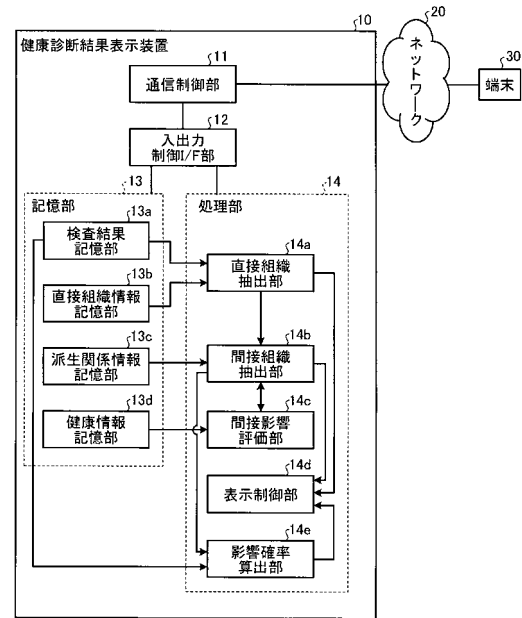 10
健康診断結果表示装置
11
通信制御部
20
ネットワーク
30
端末
12
入出力
制御I/F部
13
記憶部
13a
検査結果
記憶部
13b
直接組織情報
記憶部
13c
派生関係情報
記憶部
13d
健康情報
記憶部
14
処理部
14a
直接組織
抽出部
14b
間接組織
抽出部
14c
間接影響
評価部
14d
表示制御部
14e
影響確率
算出部